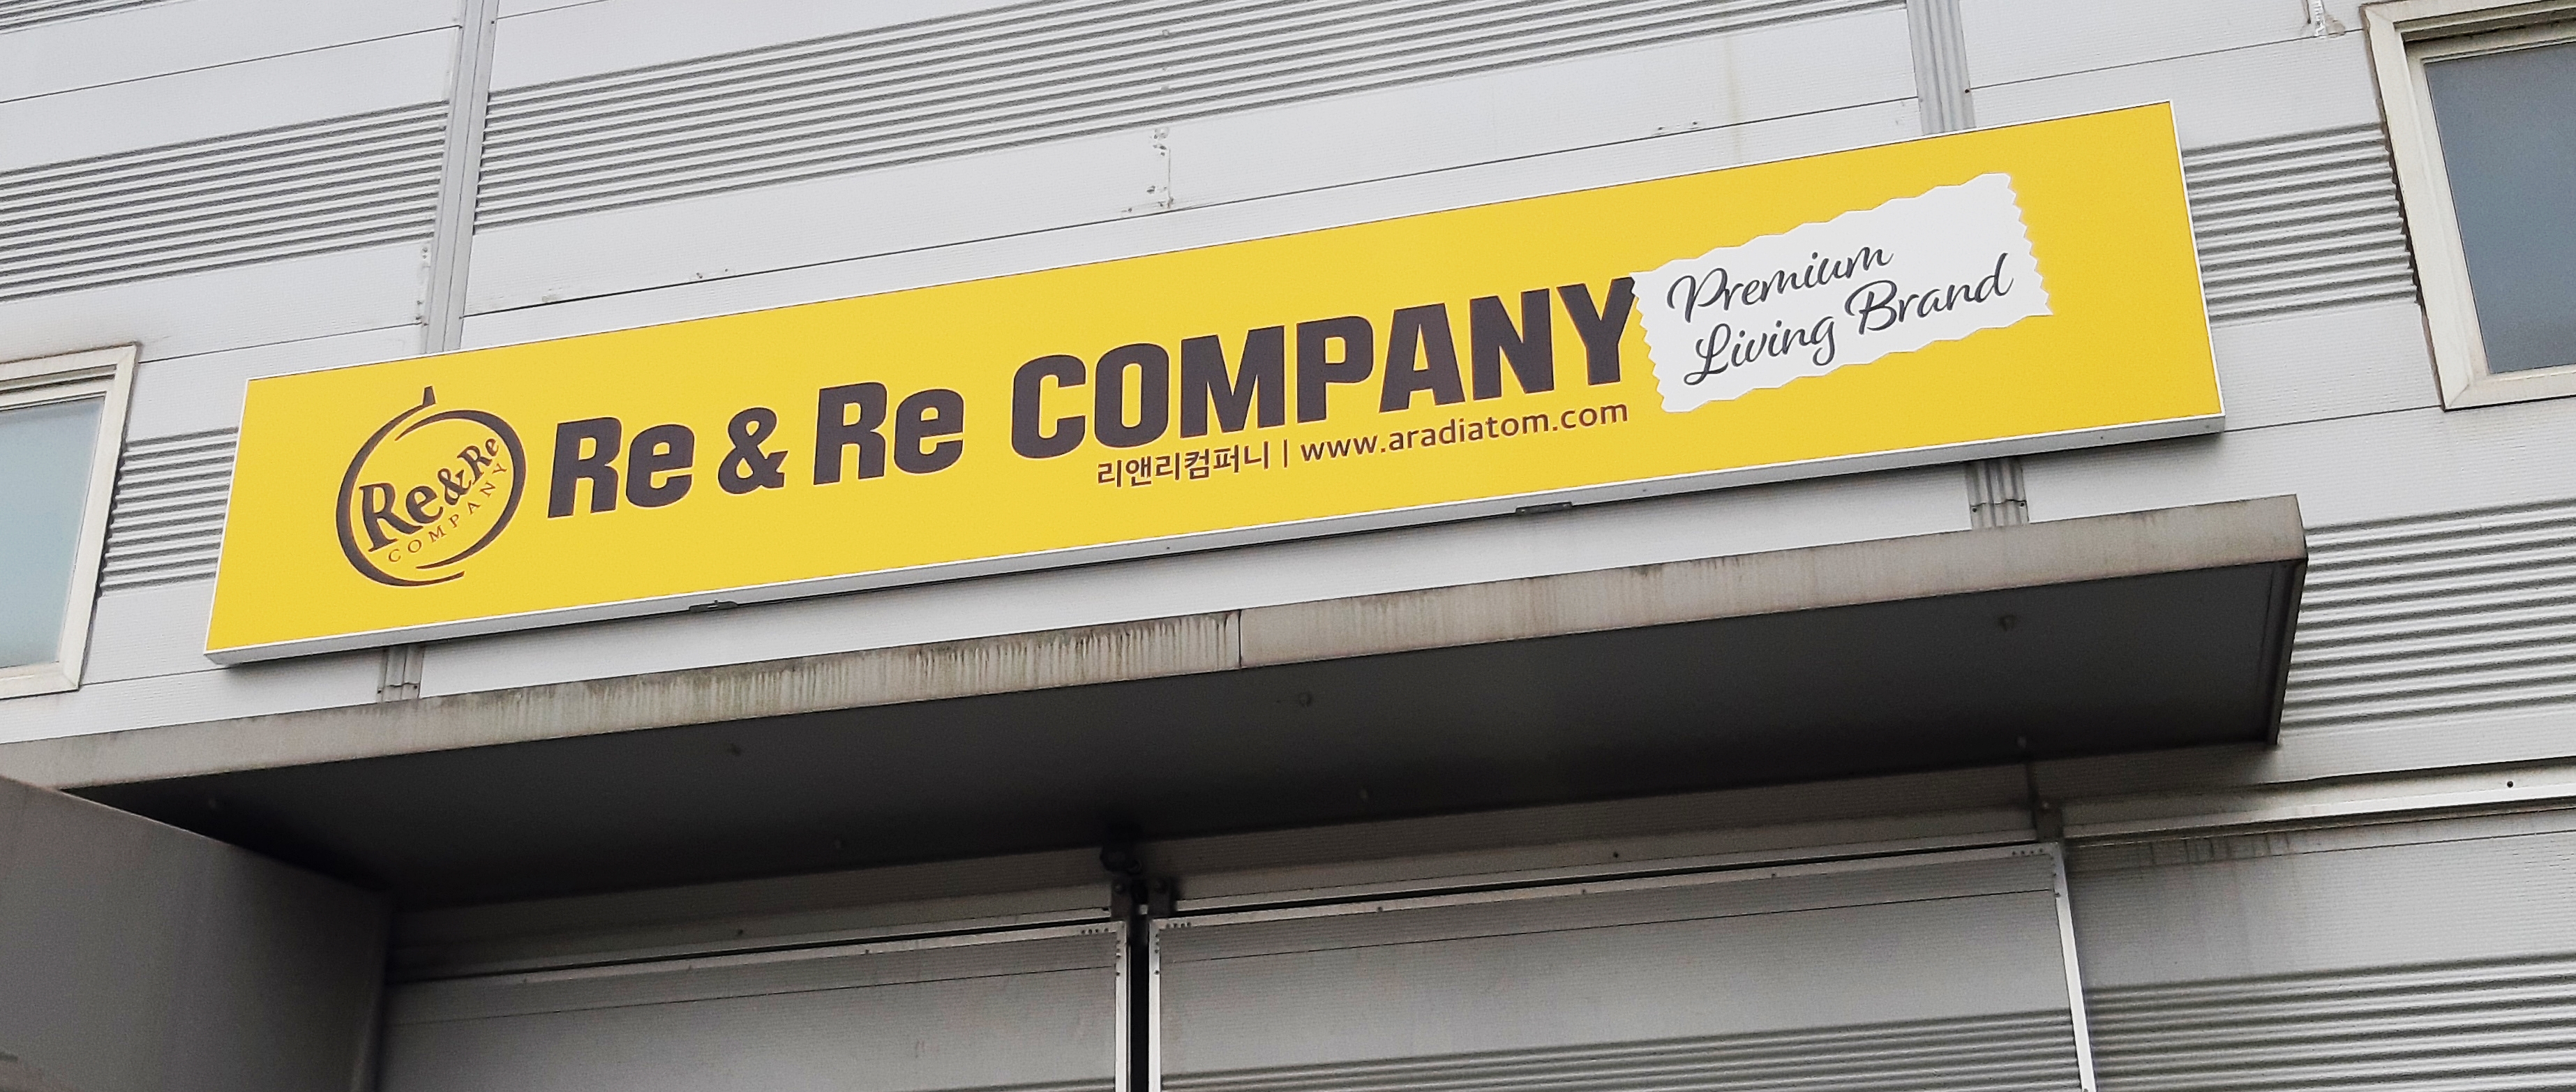 Re&Re
COMPANY
Re & Re COMPANY
리앤리컴퍼니 | www.aradiatom.com
Premium
Living Brand